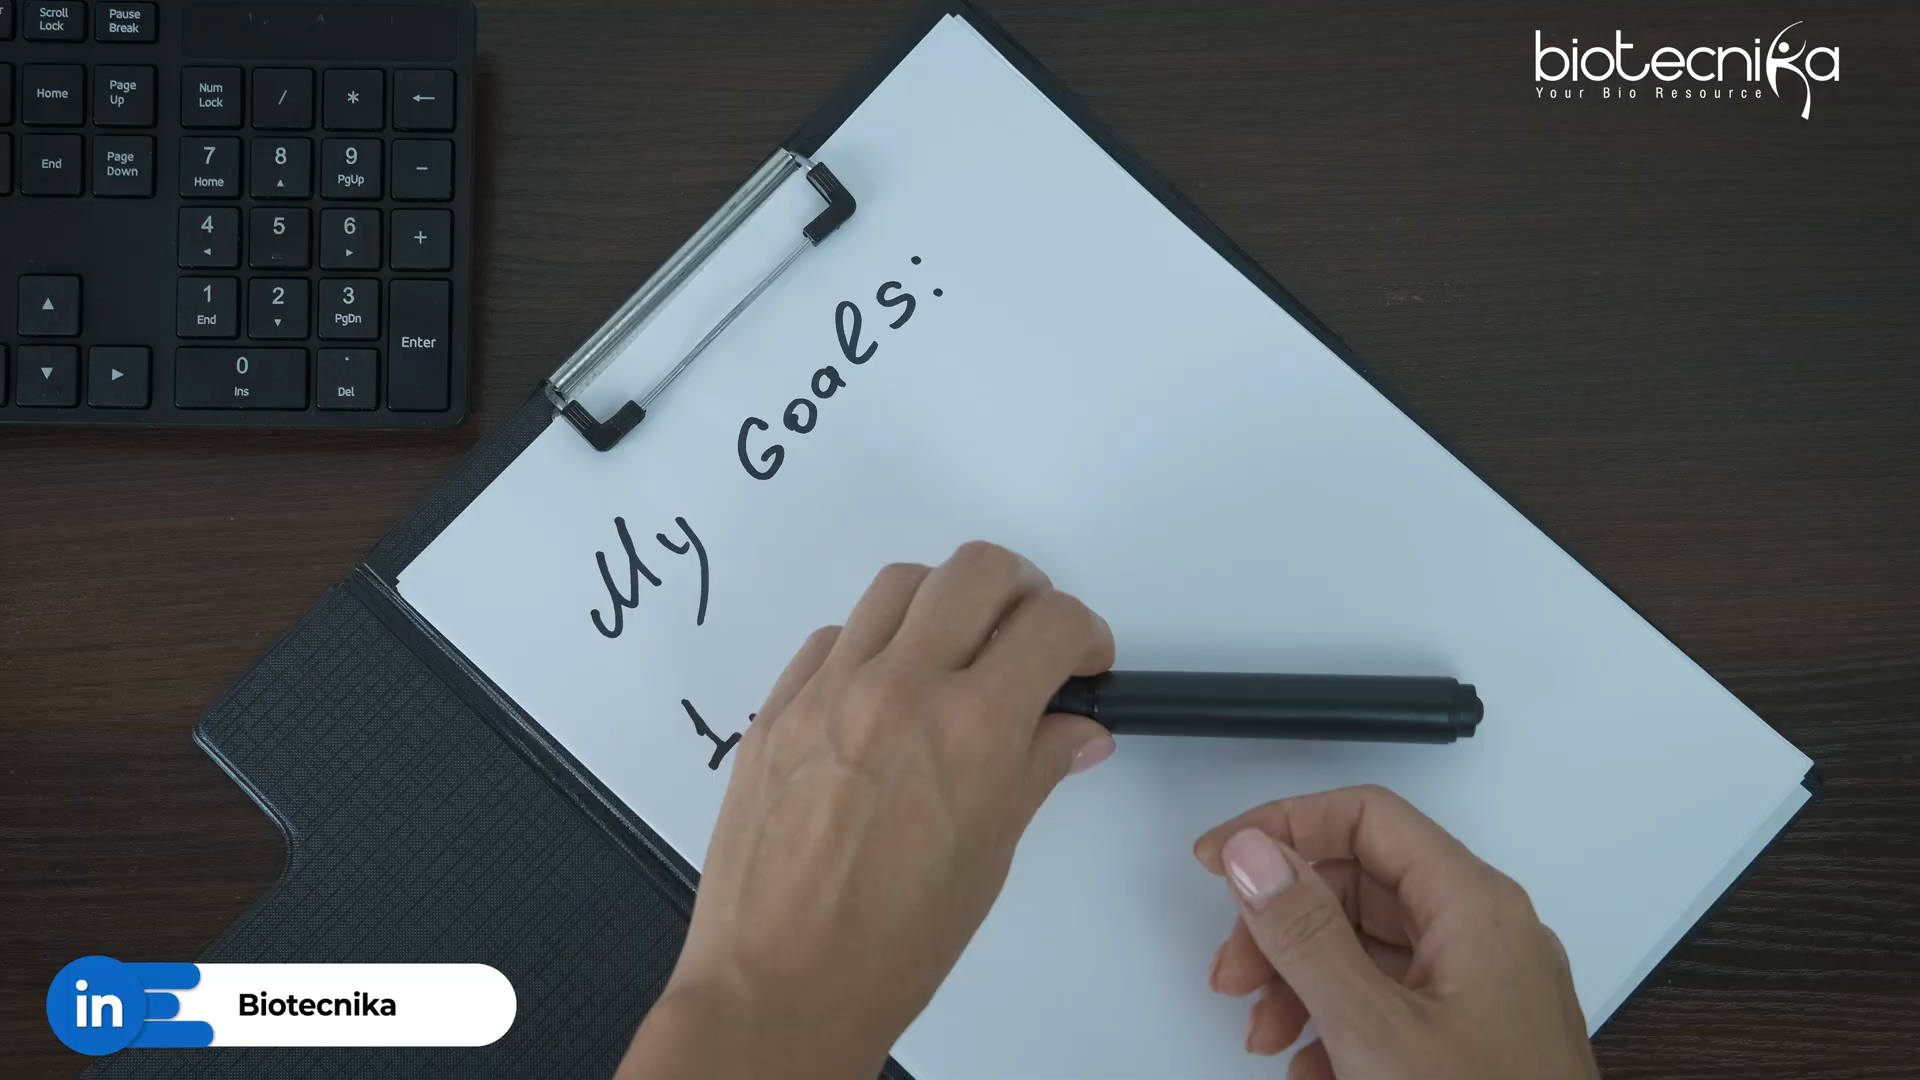 Scroll Lock
Pause Break
Home
Page Up
Num Lock
/
*
←
End
Page Down
7 Home
8 ▲
9 PgUp
-
4 ◄
5
6 ►
+
▲
1 End
2 ▼
3 PgDn
Enter
▼
►
0 Ins
. Del
biotecnika
Your Bio Resource
My Goals:
1.
in
Biotecnika